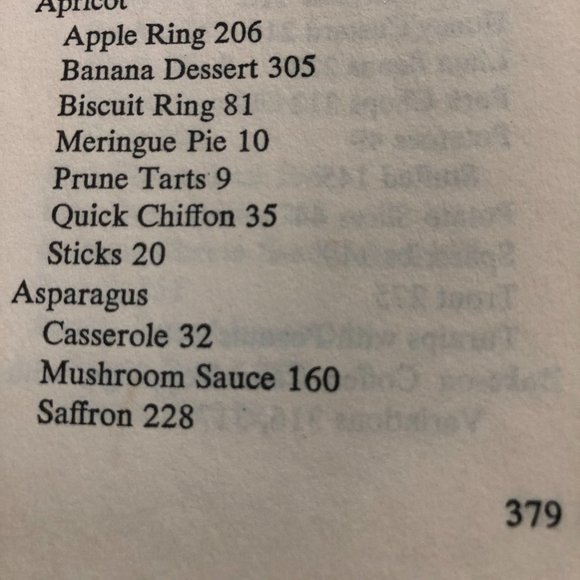 Apricot
Apple Ring 206
Banana Dessert 305
Biscuit Ring 81
Meringue Pie 10
Prune Tarts 9
Quick Chiffon 35
Sticks 20
Asparagus
Casserole 32
Mushroom Sauce 160
Saffron 228
379